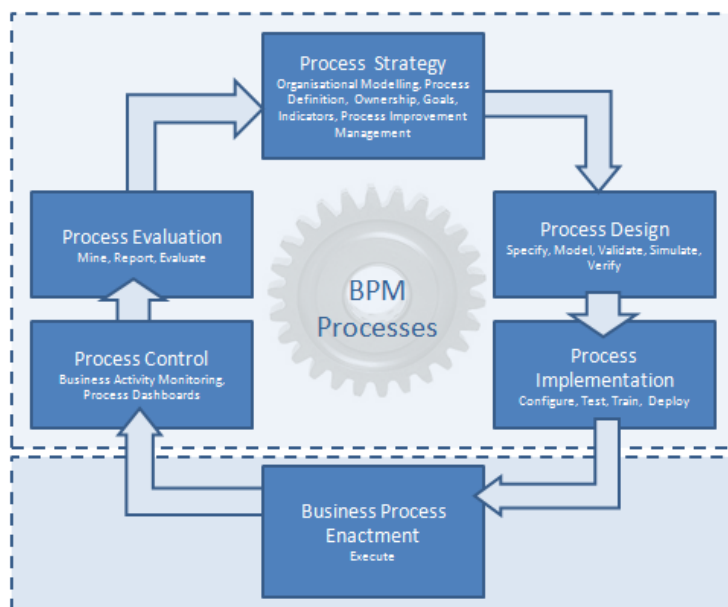 Process Strategy
Organisational Modelling, Process
Definition, Ownership, Goals,
Indicators, Process Improvement
Management
Process Evaluation
Mine, Report, Evaluate
Process Design
Specify, Model, Validate, Simulate,
Verify
BPM
Processes
Process Control
Business Activity Monitoring,
Process Dashboards
Process
Implementation
Configure, Test, Train, Deploy
Business Process
Enactment
Execute